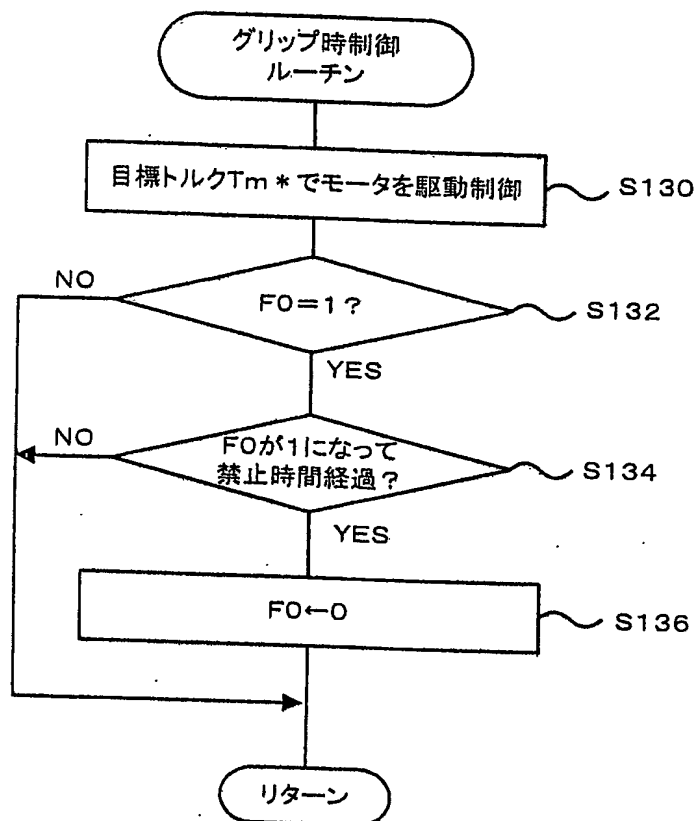 グリップ時制御
ルーチン
目標トルクTm*でモータを駆動制御
S130
NO
F0=1?
S132
YES
NO
F0が1になって
禁止時間経過?
S134
YES
F0←0
S136
リターン